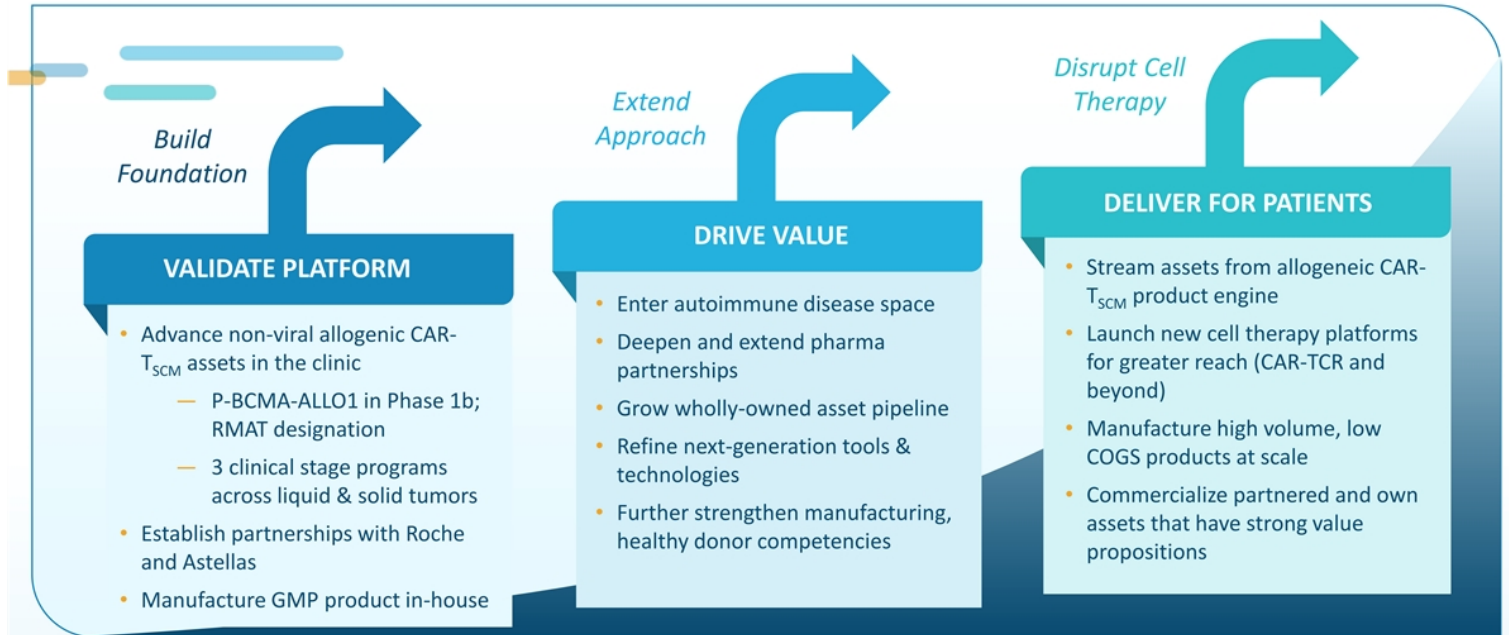 Build
Foundation
VALIDATE PLATFORM
• Advance non-viral allogenic CAR-
TSCM assets in the clinic
— P-BCMA-ALLO1 in Phase 1b;
RMAT designation
— 3 clinical stage programs
across liquid & solid tumors
• Establish partnerships with Roche
and Astellas
• Manufacture GMP product in-house
Extend
Approach
DRIVE VALUE
• Enter autoimmune disease space
• Deepen and extend pharma
partnerships
• Grow wholly-owned asset pipeline
• Refine next-generation tools &
technologies
• Further strengthen manufacturing,
healthy donor competencies
Disrupt Cell
Therapy
DELIVER FOR PATIENTS
• Stream assets from allogeneic CAR-
TSCM product engine
• Launch new cell therapy platforms
for greater reach (CAR-TCR and
beyond)
• Manufacture high volume, low
COGS products at scale
• Commercialize partnered and own
assets that have strong value
propositions